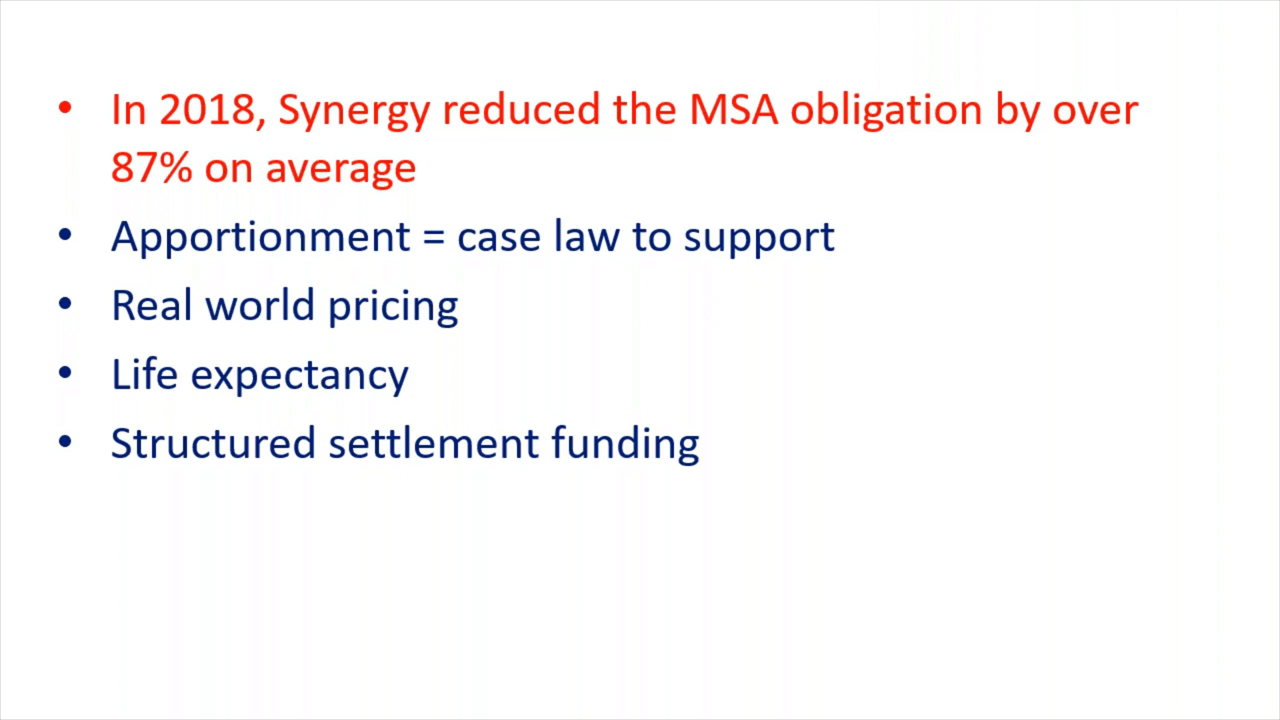 • In 2018, Synergy reduced the MSA obligation by over
87% on average
• Apportionment = case law to support
• Real world pricing
• Life expectancy
• Structured settlement funding